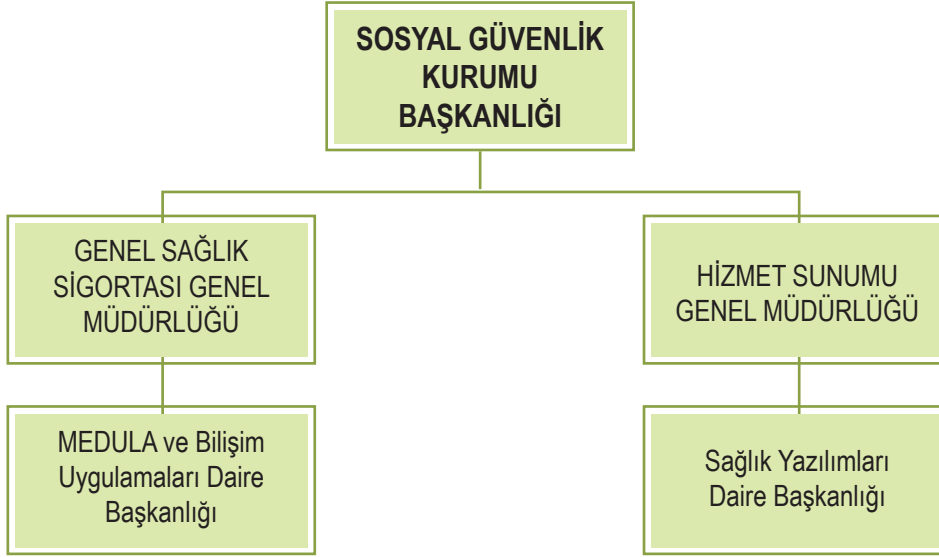 SOSYAL GÜVENLİK
KURUMU
BAŞKANLIĞI
GENEL SAĞLIK
SİGORTASI GENEL
MÜDÜRLÜĞÜ
HİZMET SUNUMU
GENEL MÜDÜRLÜĞÜ
MEDULA ve Bilişim
Uygulamaları Daire
Başkanlığı
Sağlık Yazılımları
Daire Başkanlığı